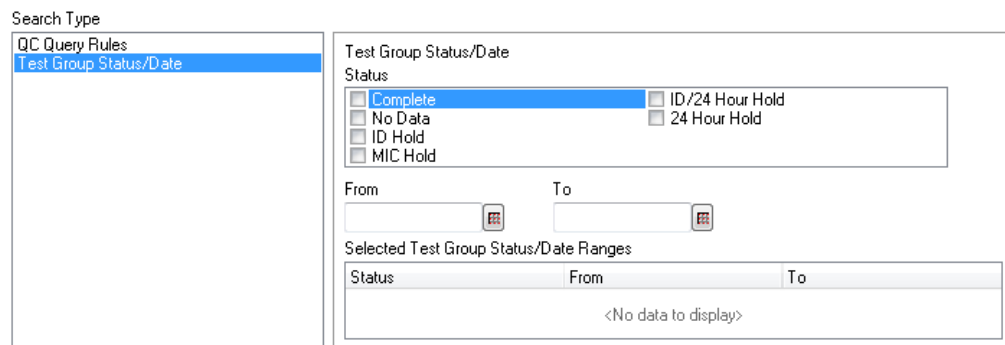 Search Type
QC Query Rules
Test Group Status/Date
Test Group Status/Date
Status
Complete
No Data
ID Hold
MIC Hold
ID/24 Hour Hold
24 Hour Hold
From To
Selected Test Group Status/Date Ranges
Status From To
<No data to display>